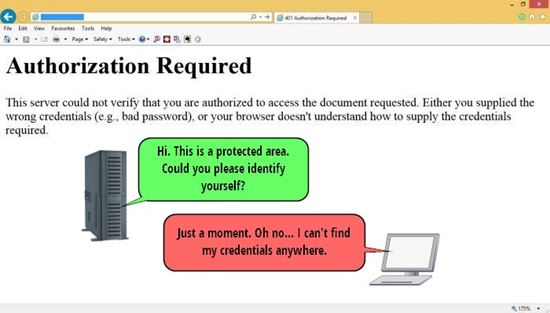 401 Authorization Required
File Edit View Favourites Tools Help
Page Safety Tools
Authorization Required
This server could not verify that you are authorized to access the document requested. Either you supplied the
wrong credentials (e.g., bad password), or your browser doesn't understand how to supply the credentials
required.
Hi. This is a protected area.
Could you please identify
yourself?
Just a moment. Oh no... I can't find
my credentials anywhere.
175%